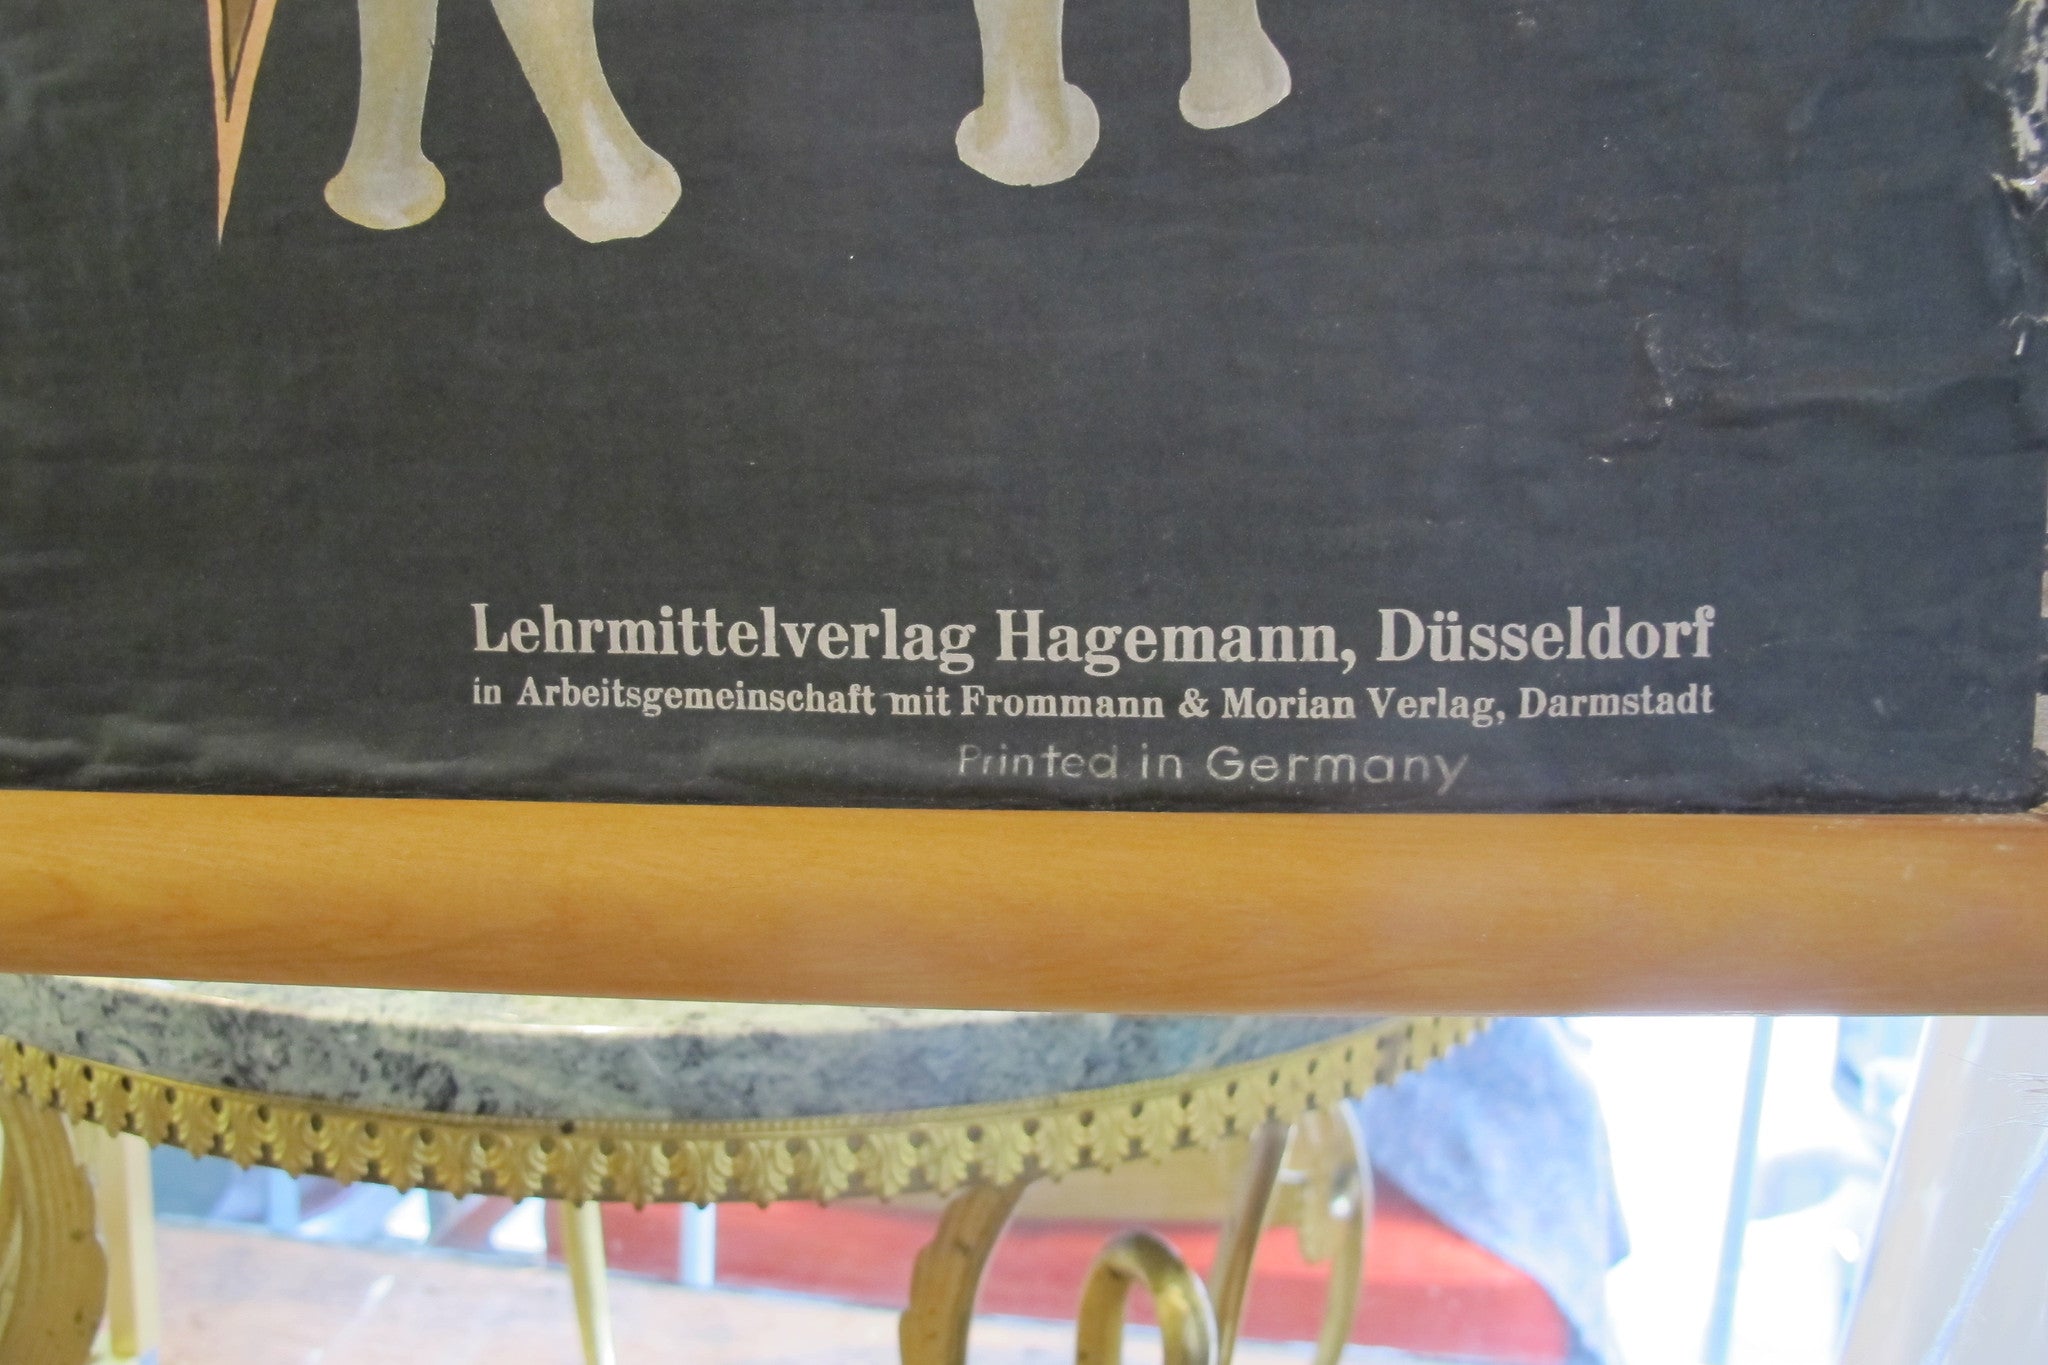 Lehrmittelverlag Hagemann, Düsseldorf
in Arbeitsgemeinschaft mit Frommann & Morian Verlag, Darmstadt
Printed in Germany